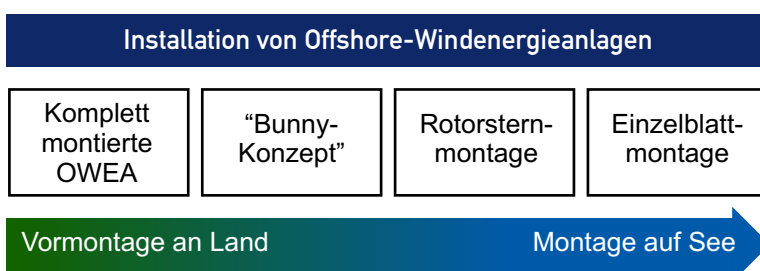 Installation von Offshore-Windenergieanlagen
Komplett
montierte
OWEA
“Bunny-
Konzept”
Rotorstern-
montage
Einzelblatt-
montage
Vormontage an Land
Montage auf See